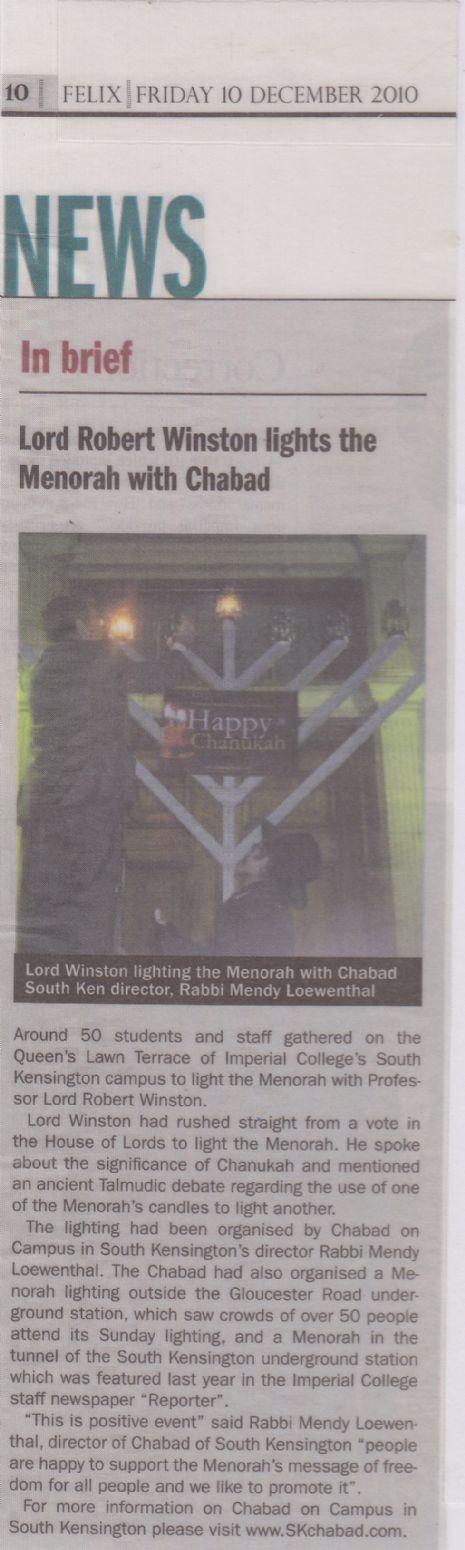 10 FELIX FRIDAY 10 DECEMBER 2010
NEWS
In brief
Lord Robert Winston lights the
Menorah with Chabad
Happy
Chanukah
Lord Winston lighting the Menorah with Chabad
South Ken director, Rabbi Mendy Loewenthal
Around 50 students and staff gathered on the
Queen's Lawn Terrace of Imperial College's South
Kensington campus to light the Menorah with Profes-
sor Lord Robert Winston.
Lord Winston had rushed straight from a vote in
the House of Lords to light the Menorah. He spoke
about the significance of Chanukah and mentioned
an ancient Talmudic debate regarding the use of one
of the Menorah's candles to light another.
The lighting had been organised by Chabad on
Campus in South Kensington's director Rabbi Mendy
Loewenthal. The Chabad had also organised a Me-
norah lighting outside the Gloucester Road under-
ground station, which saw crowds of over 50 people
attend its Sunday lighting, and a Menorah in the
tunnel of the South Kensington underground station
which was featured last year in the Imperial College
staff newspaper "Reporter".
"This is positive event" said Rabbi Mendy Loewen-
thal, director of Chabad of South Kensington "people
are happy to support the Menorah's message of free-
dom for all people and we like to promote it".
For more information on Chabad on Campus in
South Kensington please visit www.SKchabad.com.